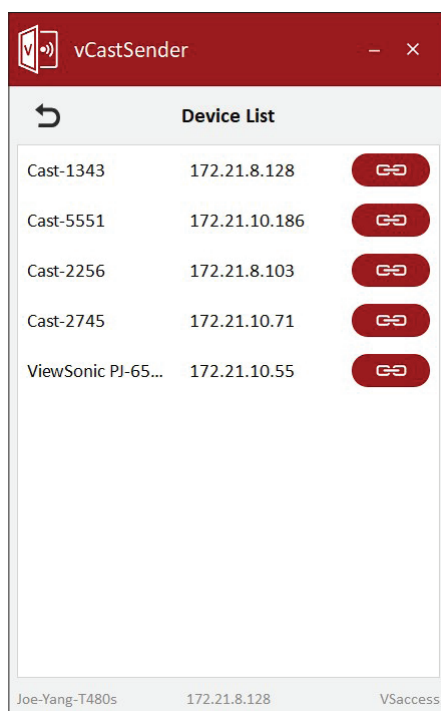 vCastSender
Device List
Cast-1343 172.21.8.128
Cast-5551 172.21.10.186
Cast-2256 172.21.8.103
Cast-2745 172.21.10.71
ViewSonic PJ-65... 172.21.10.55
Joe-Yang-T480s 172.21.8.128 VSaccess